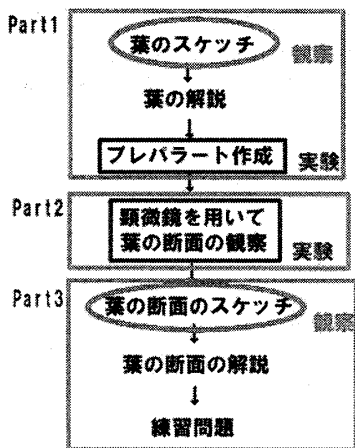 Part1
葉のスケッチ
観察
葉の解説
プレパラート作成
実験
Part2
顕微鏡を用いて
葉の断面の観察
実験
Part3
葉の断面のスケッチ
観察
葉の断面の解説
練習問題